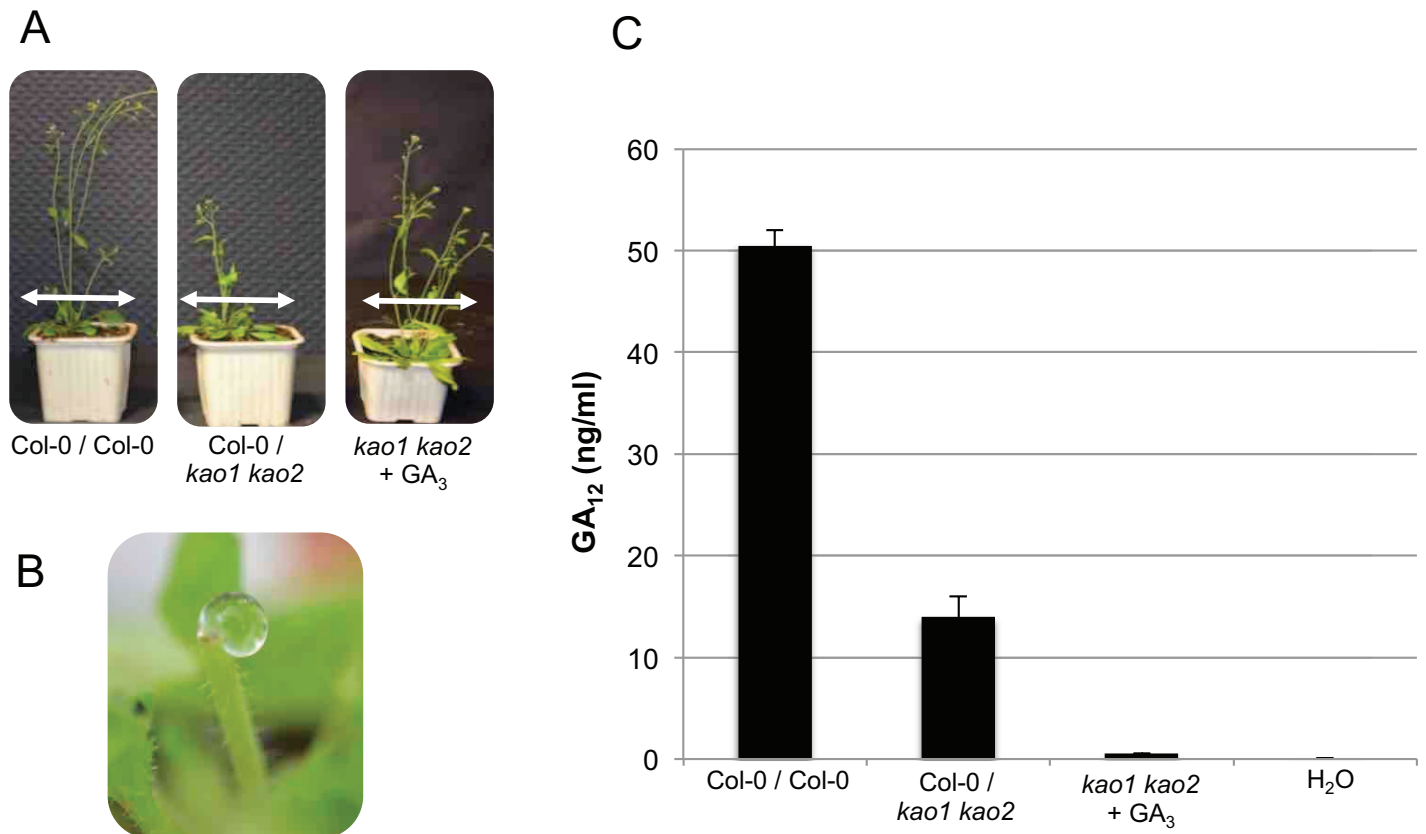 A
Col-0 / Col-0
Col-0 /
kao1 kao2
kao1 kao2
+ GA₃
B
C
GA₁₂ (ng/ml)
60
50
40
30
20
10
0
Col-0 / Col-0
Col-0 /
kao1 kao2
kao1 kao2
+ GA₃
H₂O